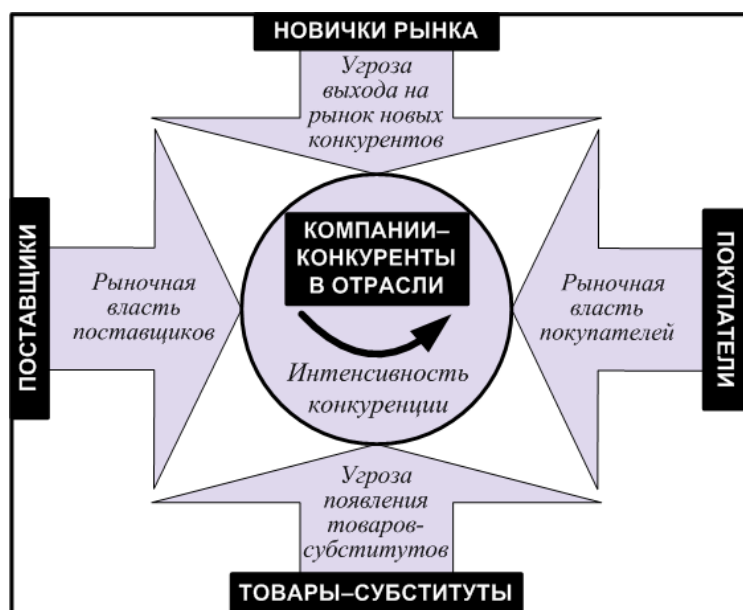 НОВИЧКИ РЫНКА
Угроза
выхода на
рынок новых
конкурентов
ПОСТАВЩИКИ
Рыночная
власть
поставщиков
КОМПАНИИ–
КОНКУРЕНТЫ
В ОТРАСЛИ
Интенсивность
конкуренции
Рыночная
власть
покупателей
ПОКУПАТЕЛИ
Угроза
появления
товаров-
субститутов
ТОВАРЫ–СУБСТИТУТЫ